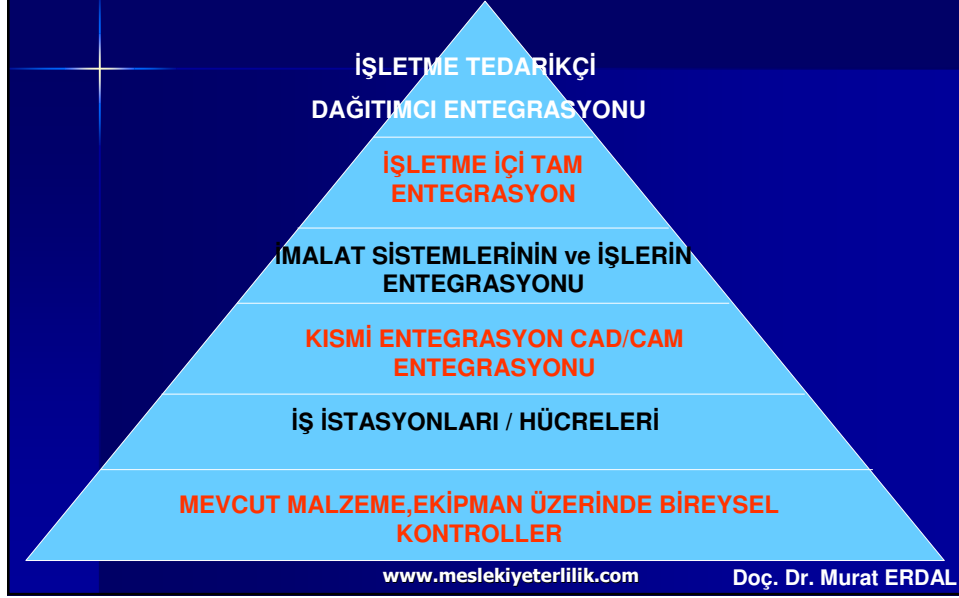 İŞLETME TEDARİKÇİ
DAĞITIMCI ENTEGRASYONU
İŞLETME İÇİ TAM
ENTEGRASYON
İMALAT SİSTEMLERİNİN ve İŞLERİN
ENTEGRASYONU
KISMİ ENTEGRASYON CAD/CAM
ENTEGRASYONU
İŞ İSTASYONLARI / HÜCRELERİ
MEVCUT MALZEME,EKİPMAN ÜZERİNDE BİREYSEL
KONTROLLER
www.meslekiyeterlilik.com
Doç. Dr. Murat ERDAL